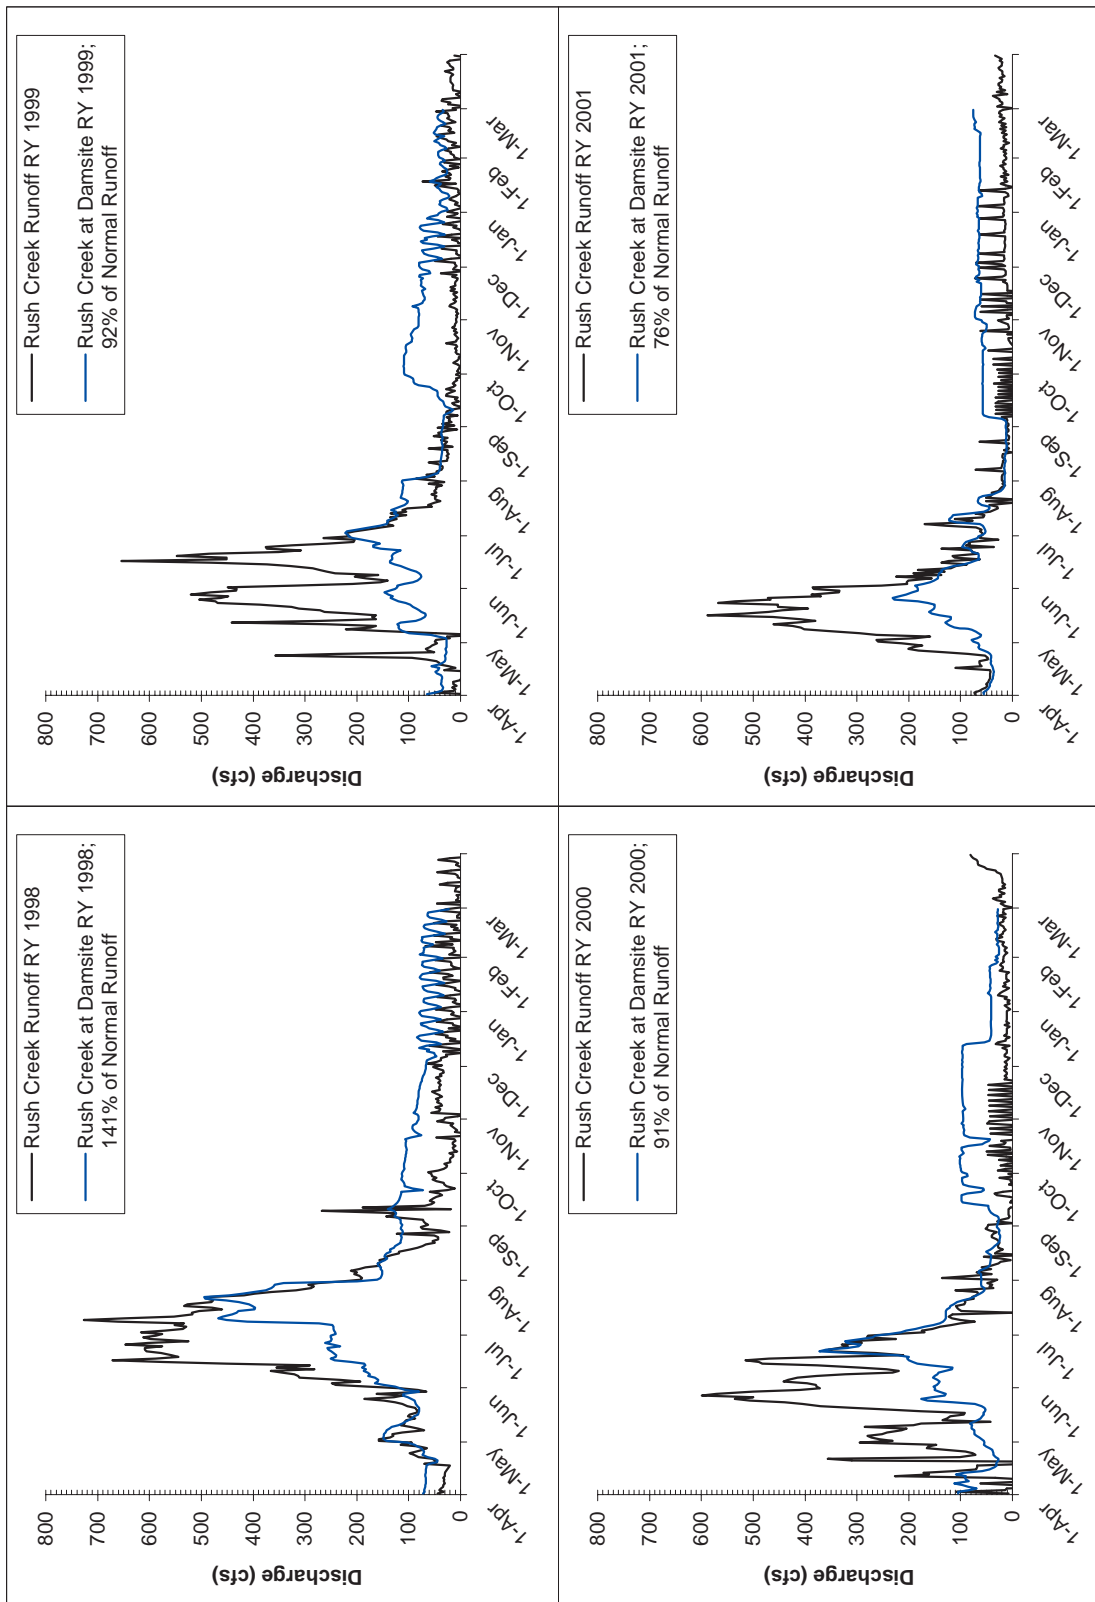 Rush Creek Runoff RY 1998
Rush Creek at Damsite RY 1998;
141% of Normal Runoff
800
700
600
500
400
300
200
100
0
Discharge (cfs)
1-Apr
1-May
1-Jun
1-Jul
1-Aug
1-Sep
1-Oct
1-Nov
1-Dec
1-Jan
1-Feb
1-Mar
Rush Creek Runoff RY 1999
Rush Creek at Damsite RY 1999;
92% of Normal Runoff
800
700
600
500
400
300
200
100
0
Discharge (cfs)
1-Apr
1-May
1-Jun
1-Jul
1-Aug
1-Sep
1-Oct
1-Nov
1-Dec
1-Jan
1-Feb
1-Mar
Rush Creek Runoff RY 2000
Rush Creek at Damsite RY 2000;
91% of Normal Runoff
800
700
600
500
400
300
200
100
0
Discharge (cfs)
1-Apr
1-May
1-Jun
1-Jul
1-Aug
1-Sep
1-Oct
1-Nov
1-Dec
1-Jan
1-Feb
1-Mar
Rush Creek Runoff RY 2001
Rush Creek at Damsite RY 2001;
76% of Normal Runoff
800
700
600
500
400
300
200
100
0
Discharge (cfs)
1-Apr
1-May
1-Jun
1-Jul
1-Aug
1-Sep
1-Oct
1-Nov
1-Dec
1-Jan
1-Feb
1-Mar